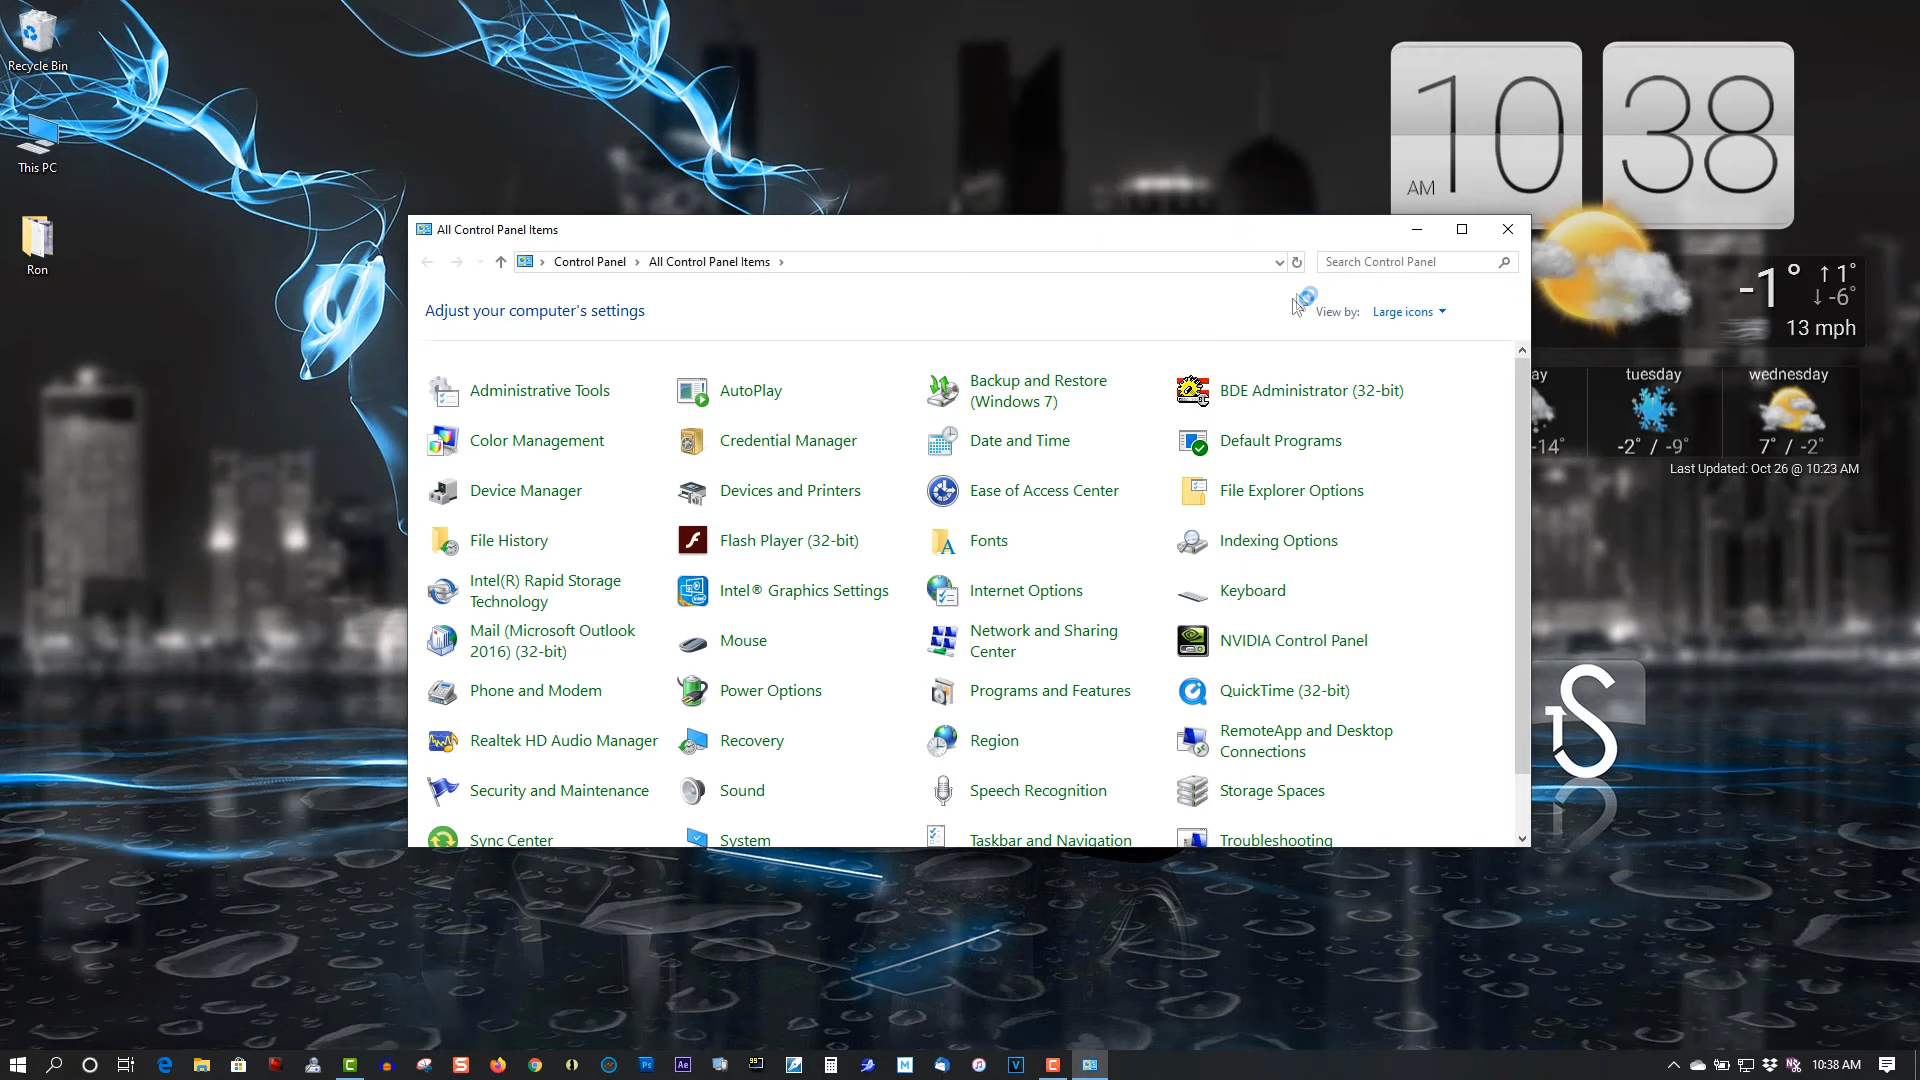 Recycle Bin
This PC
Ron
10
38
AM
-1°
↑ 1°
↓ -6°
13 mph
ay
tuesday
wednesday
-14°
-2° / -9°
7° / -2°
Last Updated: Oct 26 @ 10:23 AM
All Control Panel Items
Control Panel > All Control Panel Items >
Search Control Panel
Adjust your computer's settings
View by: Large icons
Administrative Tools
AutoPlay
Backup and Restore
(Windows 7)
BDE Administrator (32-bit)
Color Management
Credential Manager
Date and Time
Default Programs
Device Manager
Devices and Printers
Ease of Access Center
File Explorer Options
File History
Flash Player (32-bit)
Fonts
Indexing Options
Intel(R) Rapid Storage
Technology
Intel® Graphics Settings
Internet Options
Keyboard
Mail (Microsoft Outlook
2016) (32-bit)
Mouse
Network and Sharing
Center
NVIDIA Control Panel
Phone and Modem
Power Options
Programs and Features
QuickTime (32-bit)
Realtek HD Audio Manager
Recovery
Region
RemoteApp and Desktop
Connections
Security and Maintenance
Sound
Speech Recognition
Storage Spaces
Sync Center
System
Taskbar and Navigation
Troubleshooting
10:38 AM